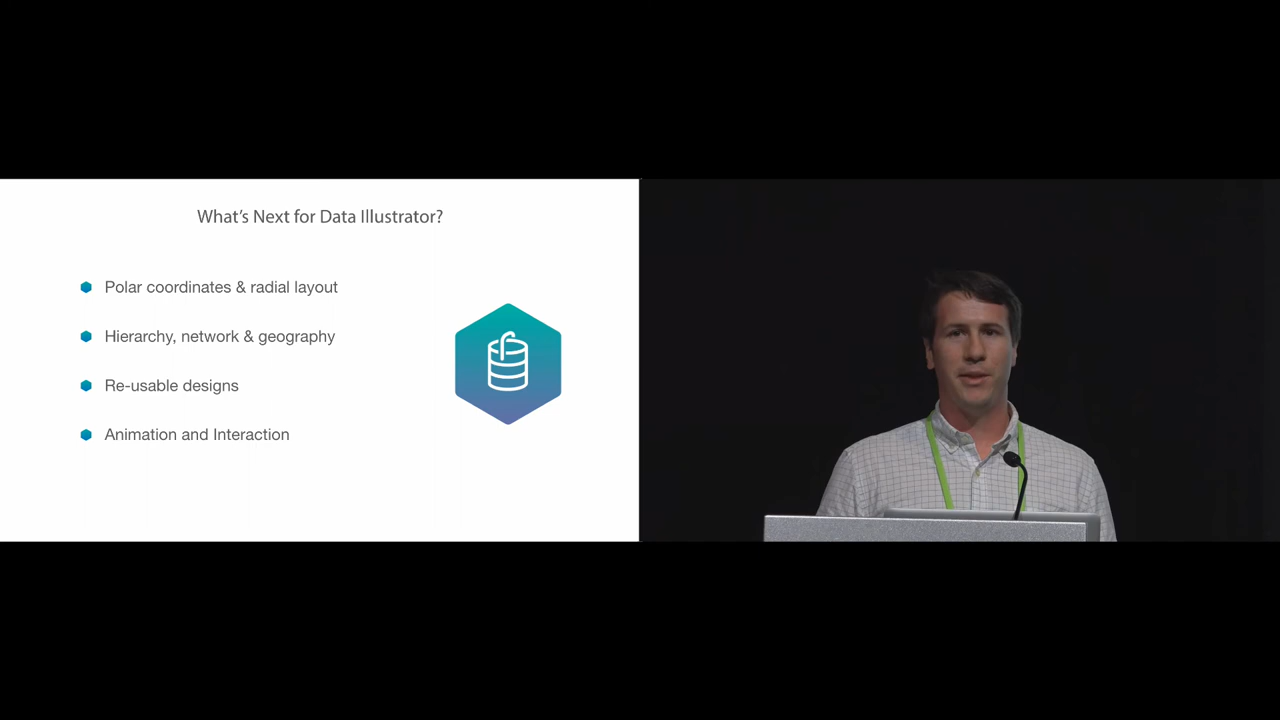 What's Next for Data Illustrator?
Polar coordinates & radial layout
Hierarchy, network & geography
Re-usable designs
Animation and Interaction